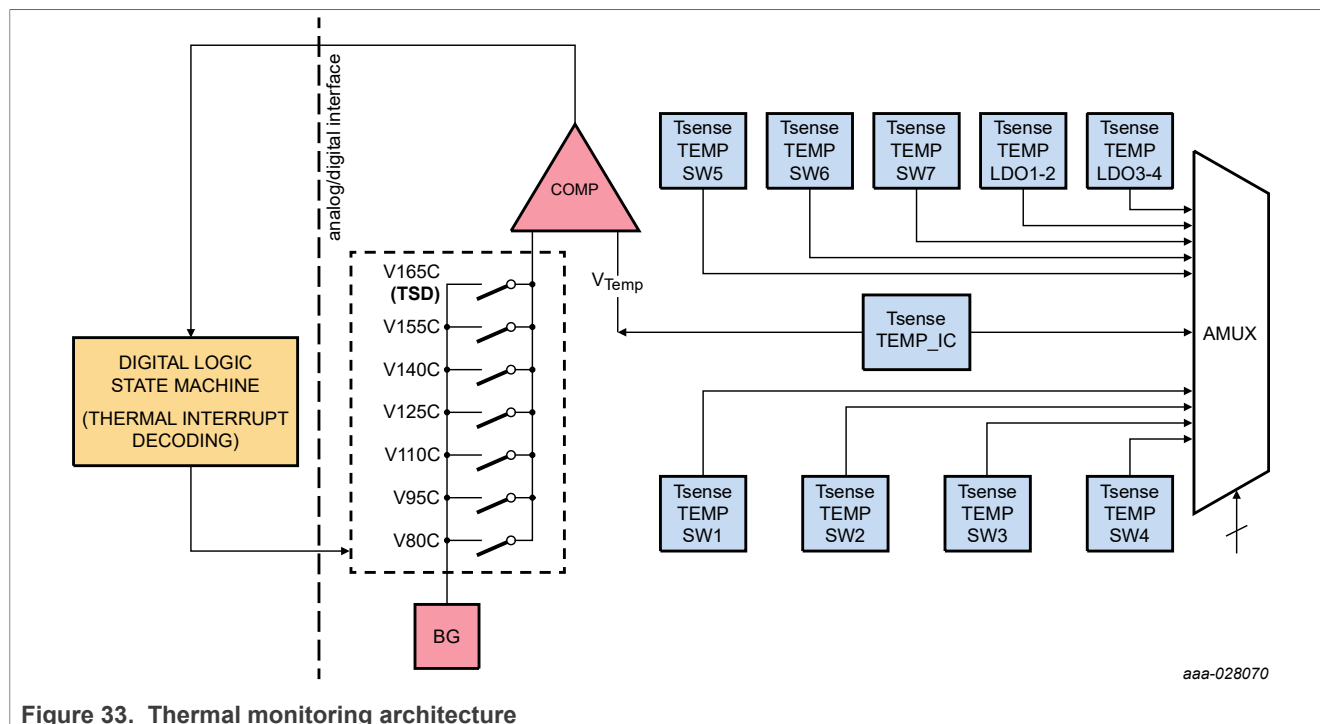 analog/digital interface
COMP
V165C
(TSD)
V155C
V140C
V125C
V110C
V95C
V80C
BG
DIGITAL LOGIC
STATE MACHINE
(THERMAL INTERRUPT
DECODING)
VTemp
Tsense
TEMP
SW5
Tsense
TEMP
SW6
Tsense
TEMP
SW7
Tsense
TEMP
LDO1-2
Tsense
TEMP
LDO3-4
Tsense
TEMP_IC
AMUX
Tsense
TEMP
SW1
Tsense
TEMP
SW2
Tsense
TEMP
SW3
Tsense
TEMP
SW4
aaa-028070
Figure 33. Thermal monitoring architecture